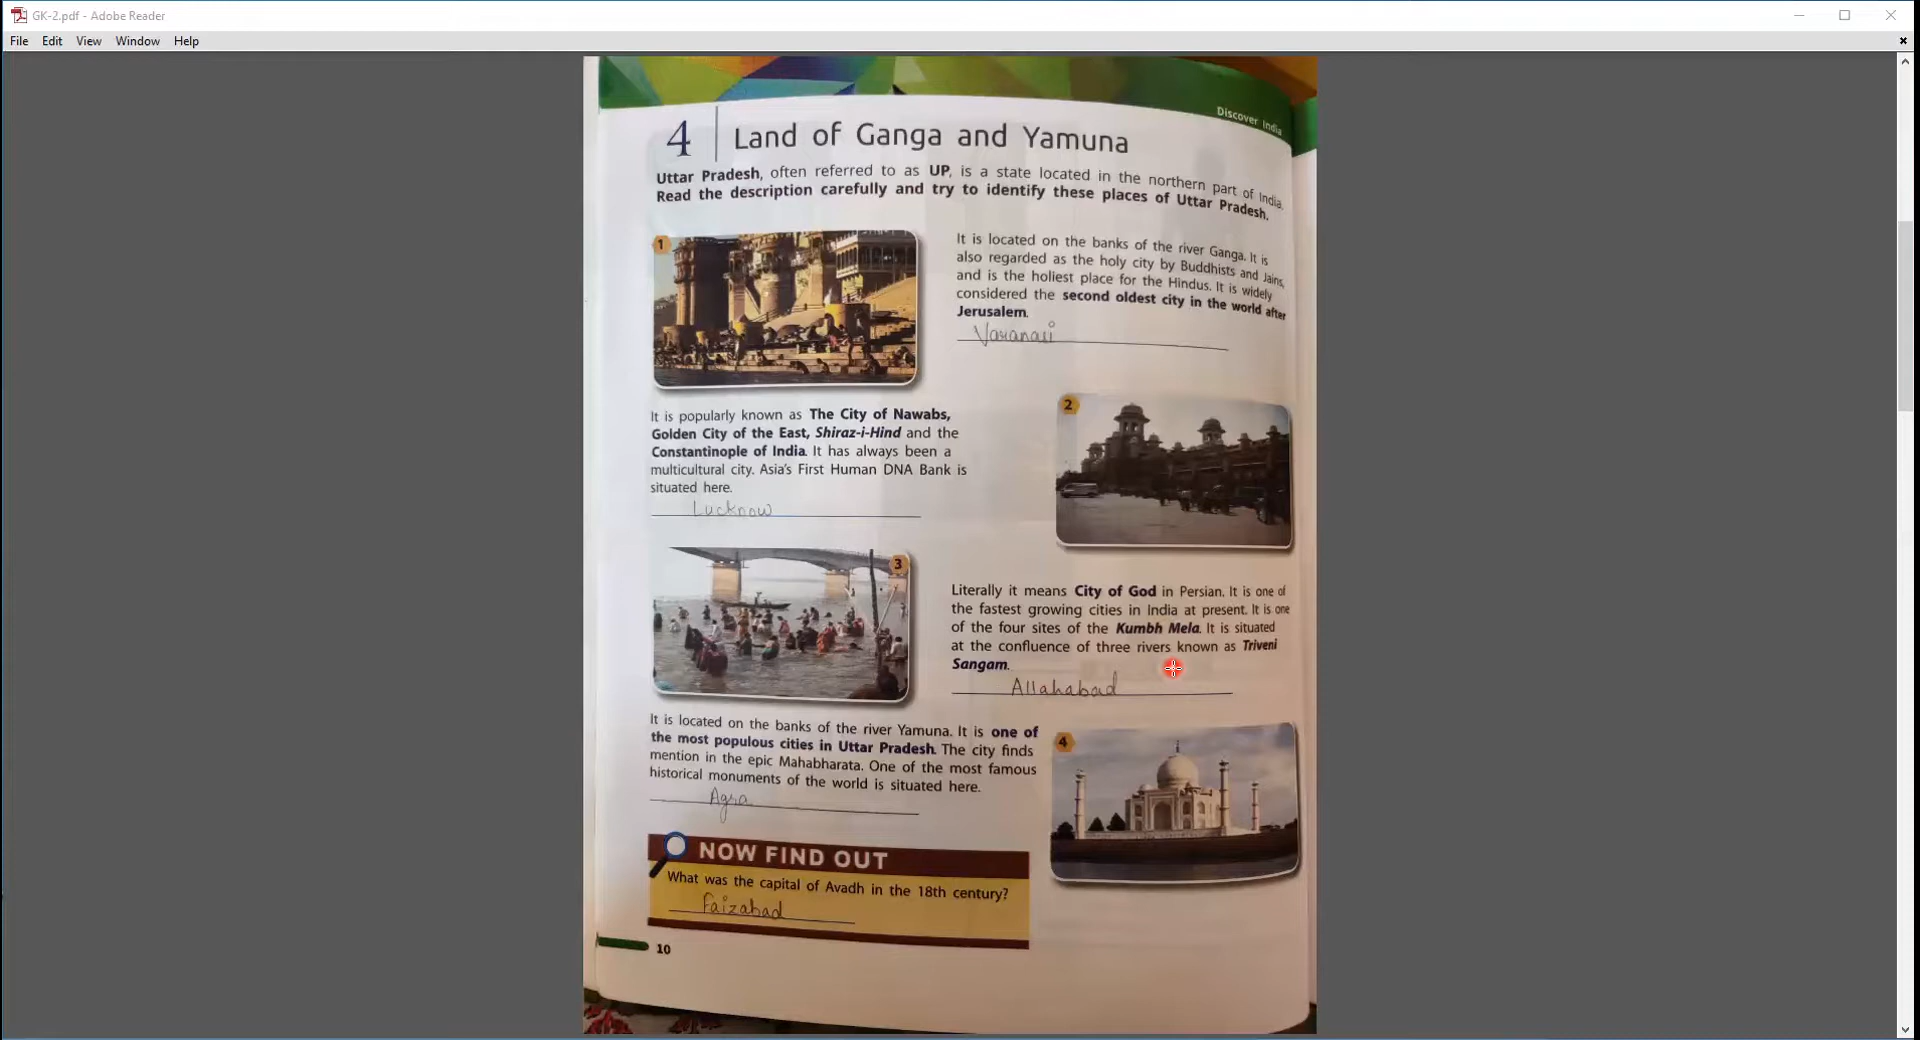 GK-2.pdf - Adobe Reader
File Edit View Window Help
Discover India
4 Land of Ganga and Yamuna
Uttar Pradesh, often referred to as UP, is a state located in the northern part of India.
Read the description carefully and try to identify these places of Uttar Pradesh.
1
It is located on the banks of the river Ganga. It is
also regarded as the holy city by Buddhists and Jains,
and is the holiest place for the Hindus. It is widely
considered the second oldest city in the world after
Jerusalem.
Varanasi
It is popularly known as The City of Nawabs,
Golden City of the East, Shiraz-i-Hind and the
Constantinople of India. It has always been a
multicultural city. Asia's First Human DNA Bank is
situated here.
Lucknow
2
3
Literally it means City of God in Persian. It is one of
the fastest growing cities in India at present. It is one
of the four sites of the Kumbh Mela. It is situated
at the confluence of three rivers known as Triveni
Sangam.
Allahabad
It is located on the banks of the river Yamuna. It is one of
the most populous cities in Uttar Pradesh. The city finds
mention in the epic Mahabharata. One of the most famous
historical monuments of the world is situated here.
Agra
4
NOW FIND OUT
What was the capital of Avadh in the 18th century?
Faizabad
10